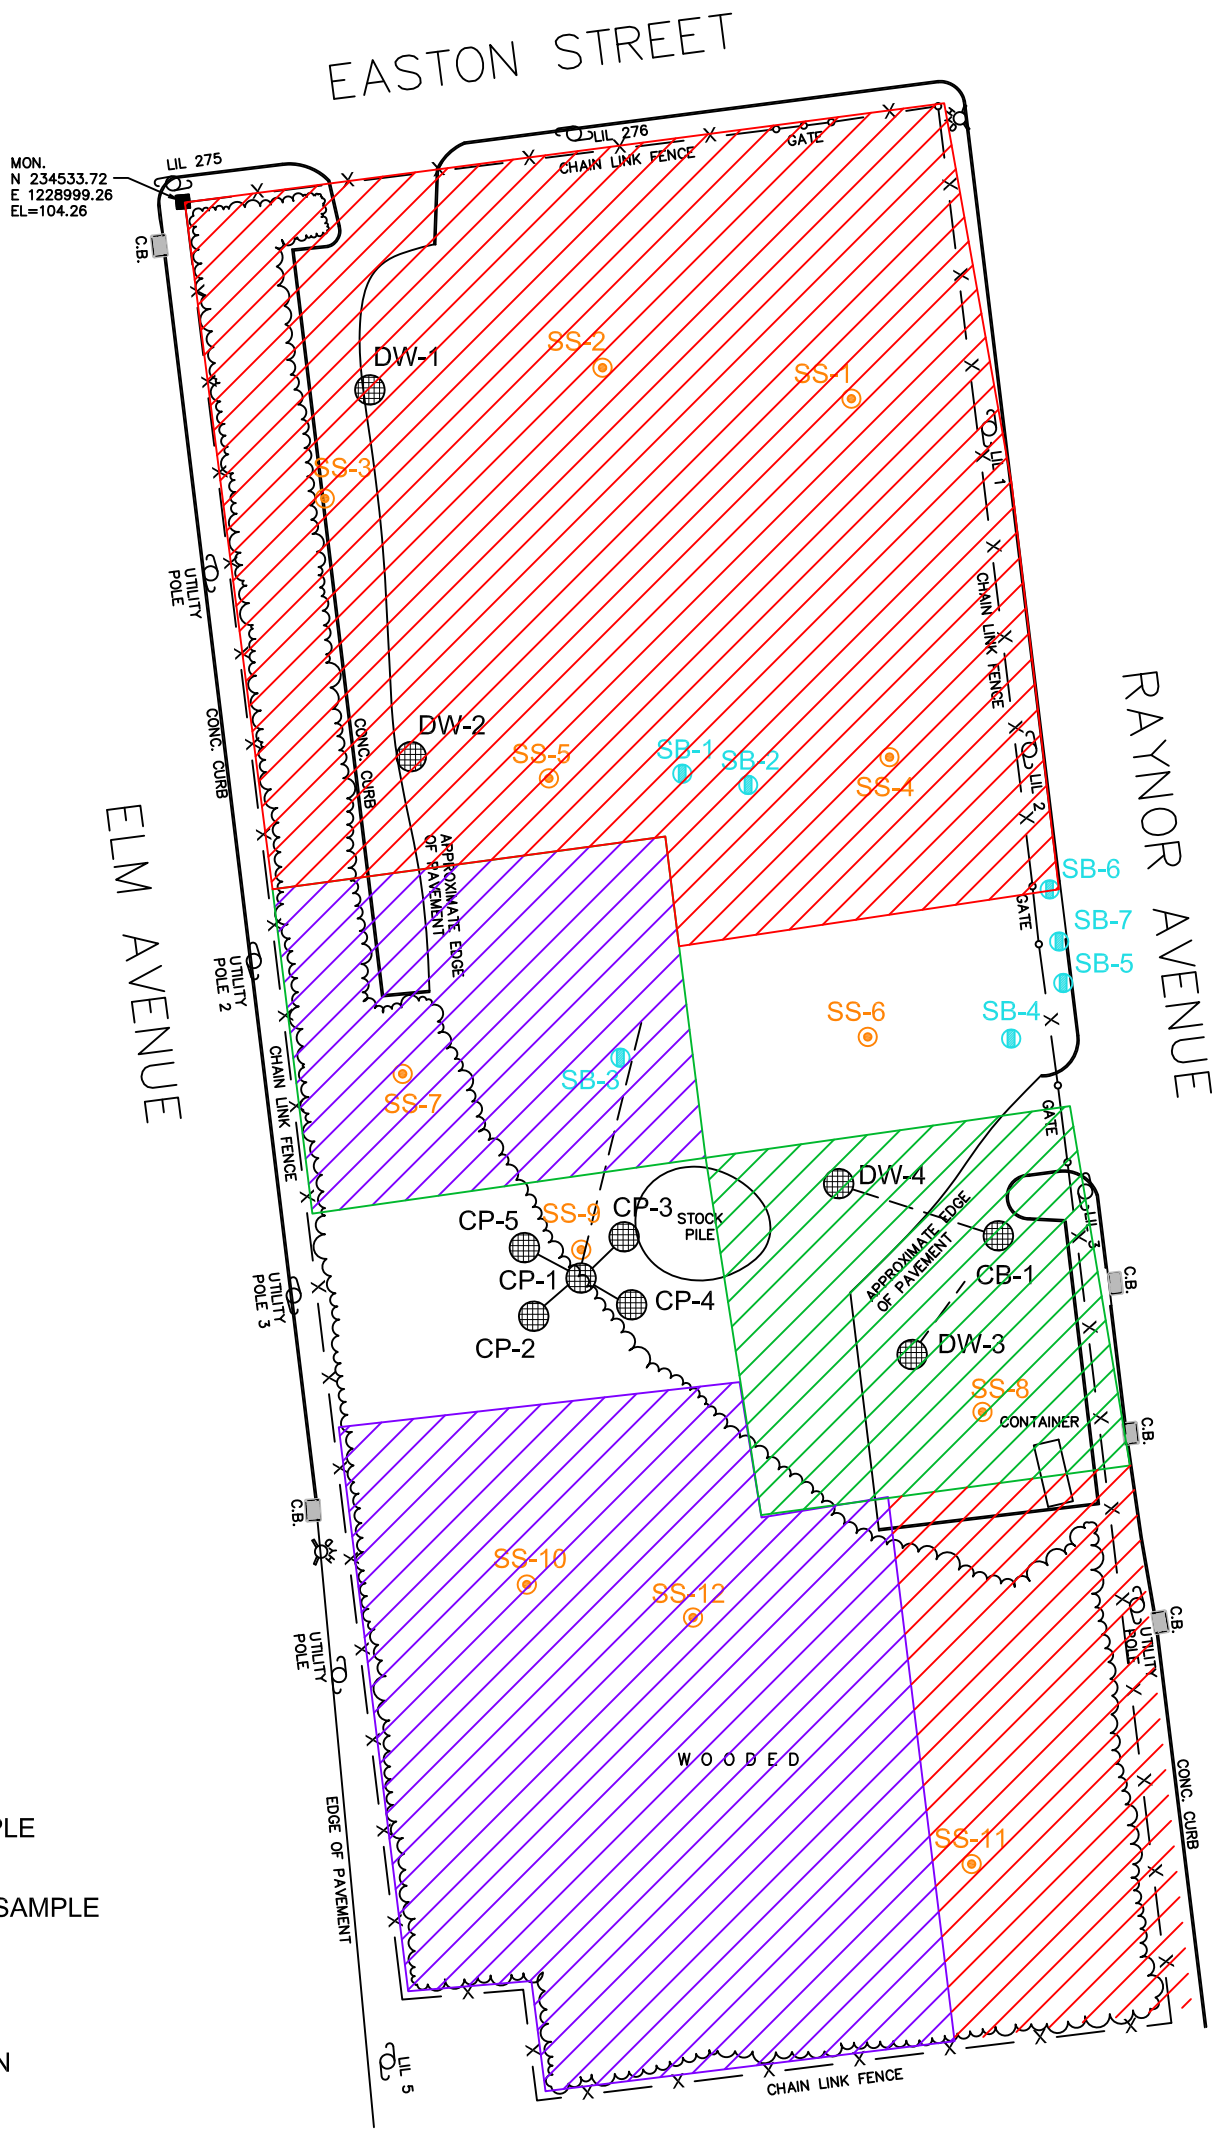 EASTON STREET
MON.
N 234533.72
E 1228999.26
EL=104.26
LIL 275
LIL 276
CHAIN LINK FENCE
GATE
C.B.
DW-1
SS-2
SS-1
SS-3
LIL 1
UTILITY
POLE
CHAIN LINK FENCE
CONC. CURB
CONC. CURB
DW-2
SS-5
SB-1
SB-2
SS-4
LIL 2
RAYNOR AVENUE
ELM AVENUE
APPROXIMATE EDGE
OF PAVEMENT
SB-6
GATE
SB-7
SB-5
UTILITY
POLE 2
SS-6
SB-4
CHAIN LINK FENCE
SS-7
SB-3
GATE
DW-4
CP-5
SS-9
CP-3
STOCK
PILE
APPROXIMATE EDGE
OF PAVEMENT
LIL 3
UTILITY
POLE 3
CP-1
CP-4
CB-1
C.B.
CP-2
DW-3
SS-8
CONTAINER
C.B.
C.B.
SS-10
SS-12
C.B.
UTILITY
POLE
UTILITY
POLE
WOODED
CONC. CURB
PLE
EDGE OF PAVEMENT
SS-11
SAMPLE
N
LIL 5
CHAIN LINK FENCE